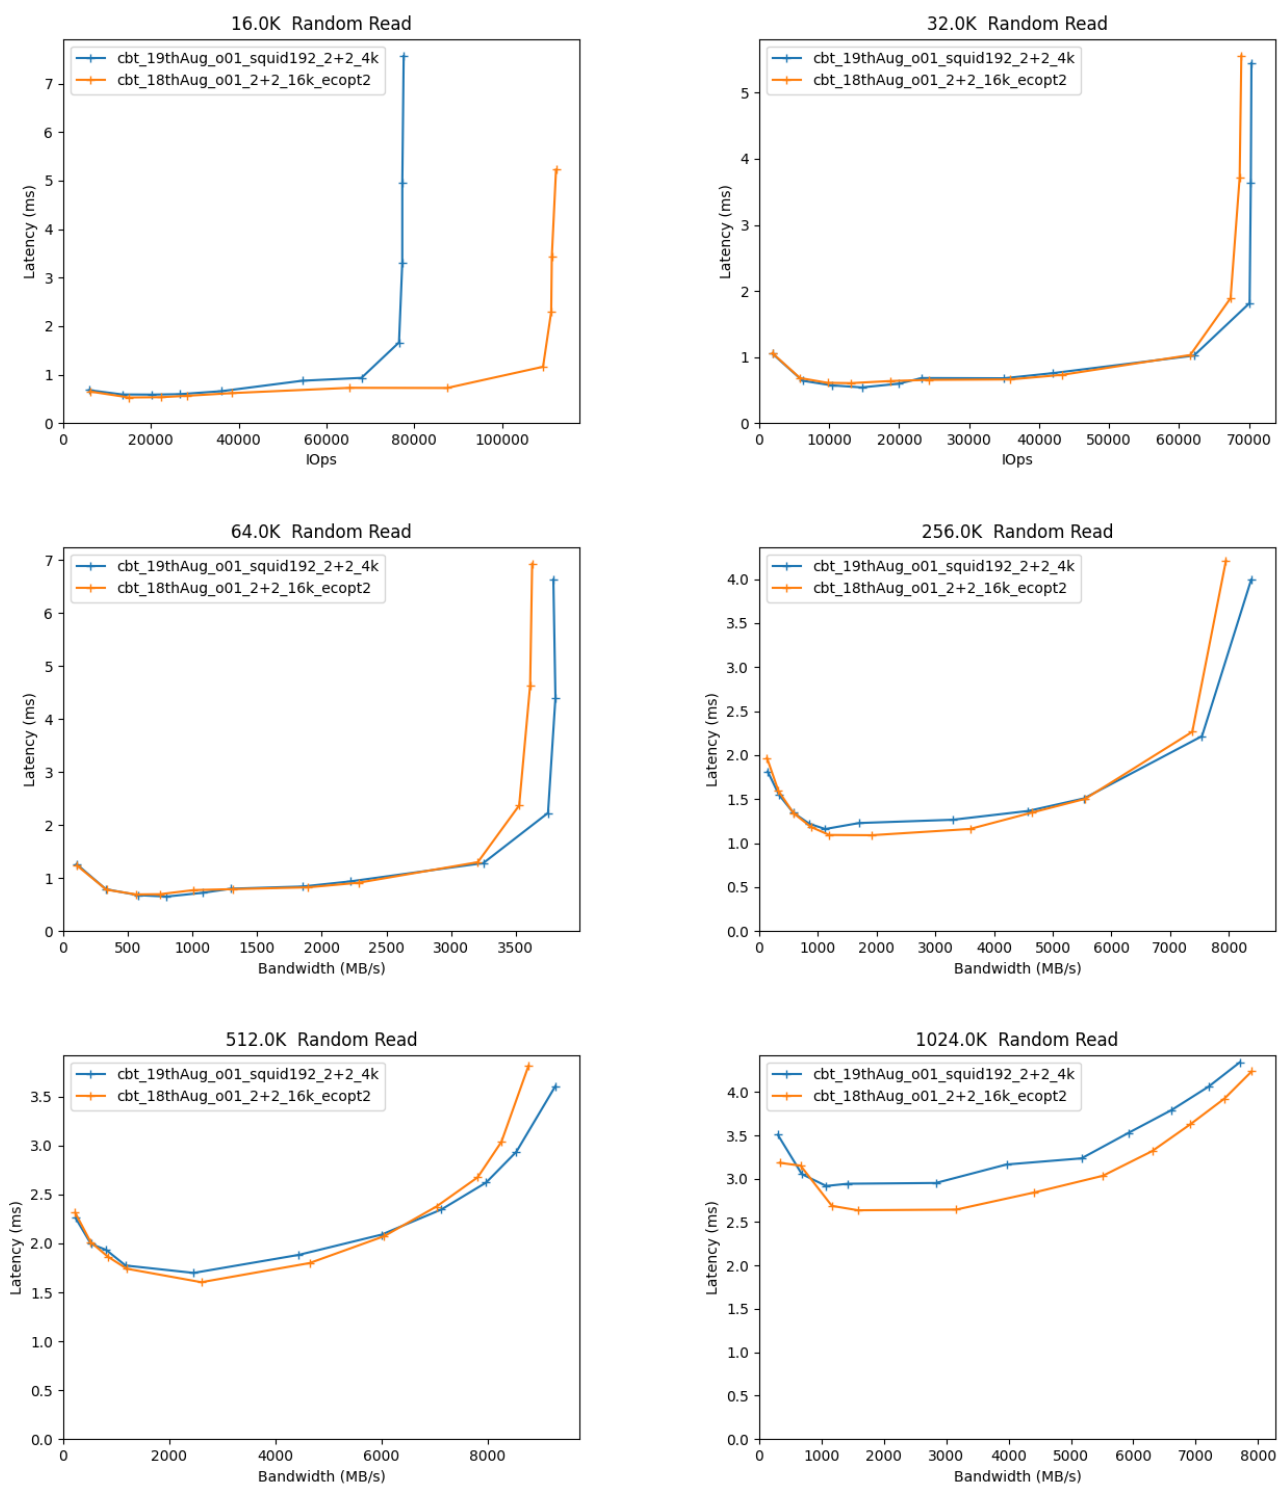 16.0K  Random Read
cbt_19thAug_o01_squid192_2+2_4k
cbt_18thAug_o01_2+2_16k_ecopt2
Latency (ms)
7
6
5
4
3
2
1
0
0 20000 40000 60000 80000 100000
IOps
32.0K  Random Read
cbt_19thAug_o01_squid192_2+2_4k
cbt_18thAug_o01_2+2_16k_ecopt2
Latency (ms)
5
4
3
2
1
0
0 10000 20000 30000 40000 50000 60000 70000
IOps
64.0K  Random Read
cbt_19thAug_o01_squid192_2+2_4k
cbt_18thAug_o01_2+2_16k_ecopt2
Latency (ms)
7
6
5
4
3
2
1
0
0 500 1000 1500 2000 2500 3000 3500
Bandwidth (MB/s)
256.0K  Random Read
cbt_19thAug_o01_squid192_2+2_4k
cbt_18thAug_o01_2+2_16k_ecopt2
Latency (ms)
4.0
3.5
3.0
2.5
2.0
1.5
1.0
0.5
0.0
0 1000 2000 3000 4000 5000 6000 7000 8000
Bandwidth (MB/s)
512.0K  Random Read
cbt_19thAug_o01_squid192_2+2_4k
cbt_18thAug_o01_2+2_16k_ecopt2
Latency (ms)
3.5
3.0
2.5
2.0
1.5
1.0
0.5
0.0
0 2000 4000 6000 8000
Bandwidth (MB/s)
1024.0K  Random Read
cbt_19thAug_o01_squid192_2+2_4k
cbt_18thAug_o01_2+2_16k_ecopt2
Latency (ms)
4.0
3.5
3.0
2.5
2.0
1.5
1.0
0.5
0.0
0 1000 2000 3000 4000 5000 6000 7000 8000
Bandwidth (MB/s)